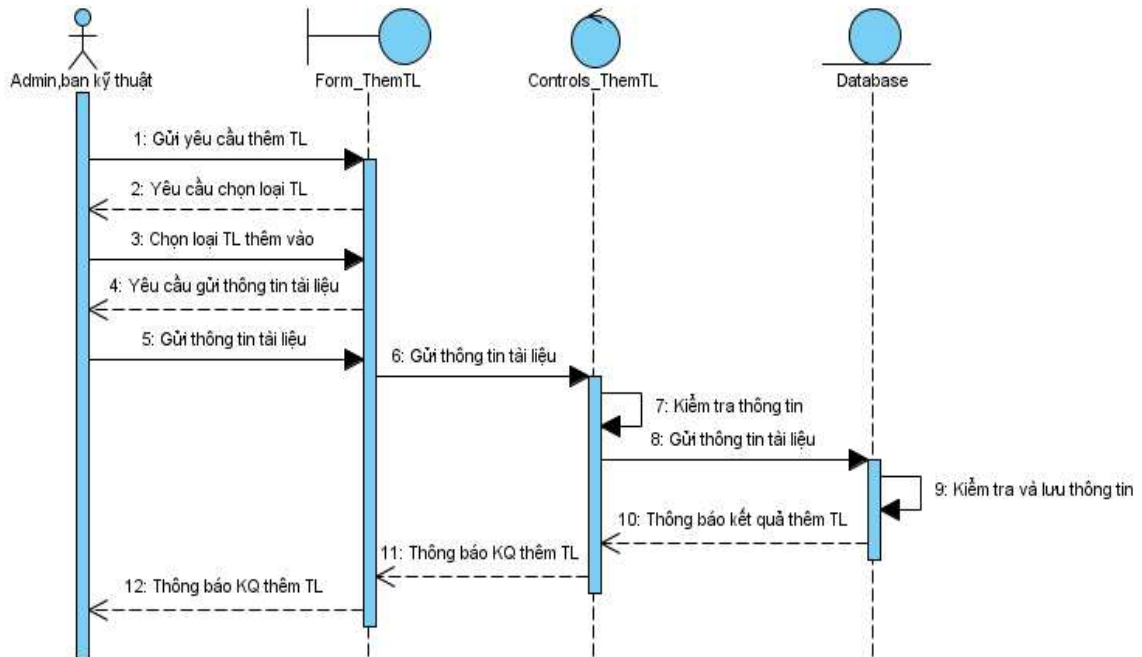 Admin,ban kỹ thuật
Form_ThemTL
Controls_ThemTL
Database
1: Gửi yêu cầu thêm TL
2: Yêu cầu chọn loại TL
3: Chọn loại TL thêm vào
4: Yêu cầu gửi thông tin tài liệu
5: Gửi thông tin tài liệu
6: Gửi thông tin tài liệu
7: Kiểm tra thông tin
8: Gửi thông tin tài liệu
9: Kiểm tra và lưu thông tin
10: Thông báo kết quả thêm TL
11: Thông báo KQ thêm TL
12: Thông báo KQ thêm TL